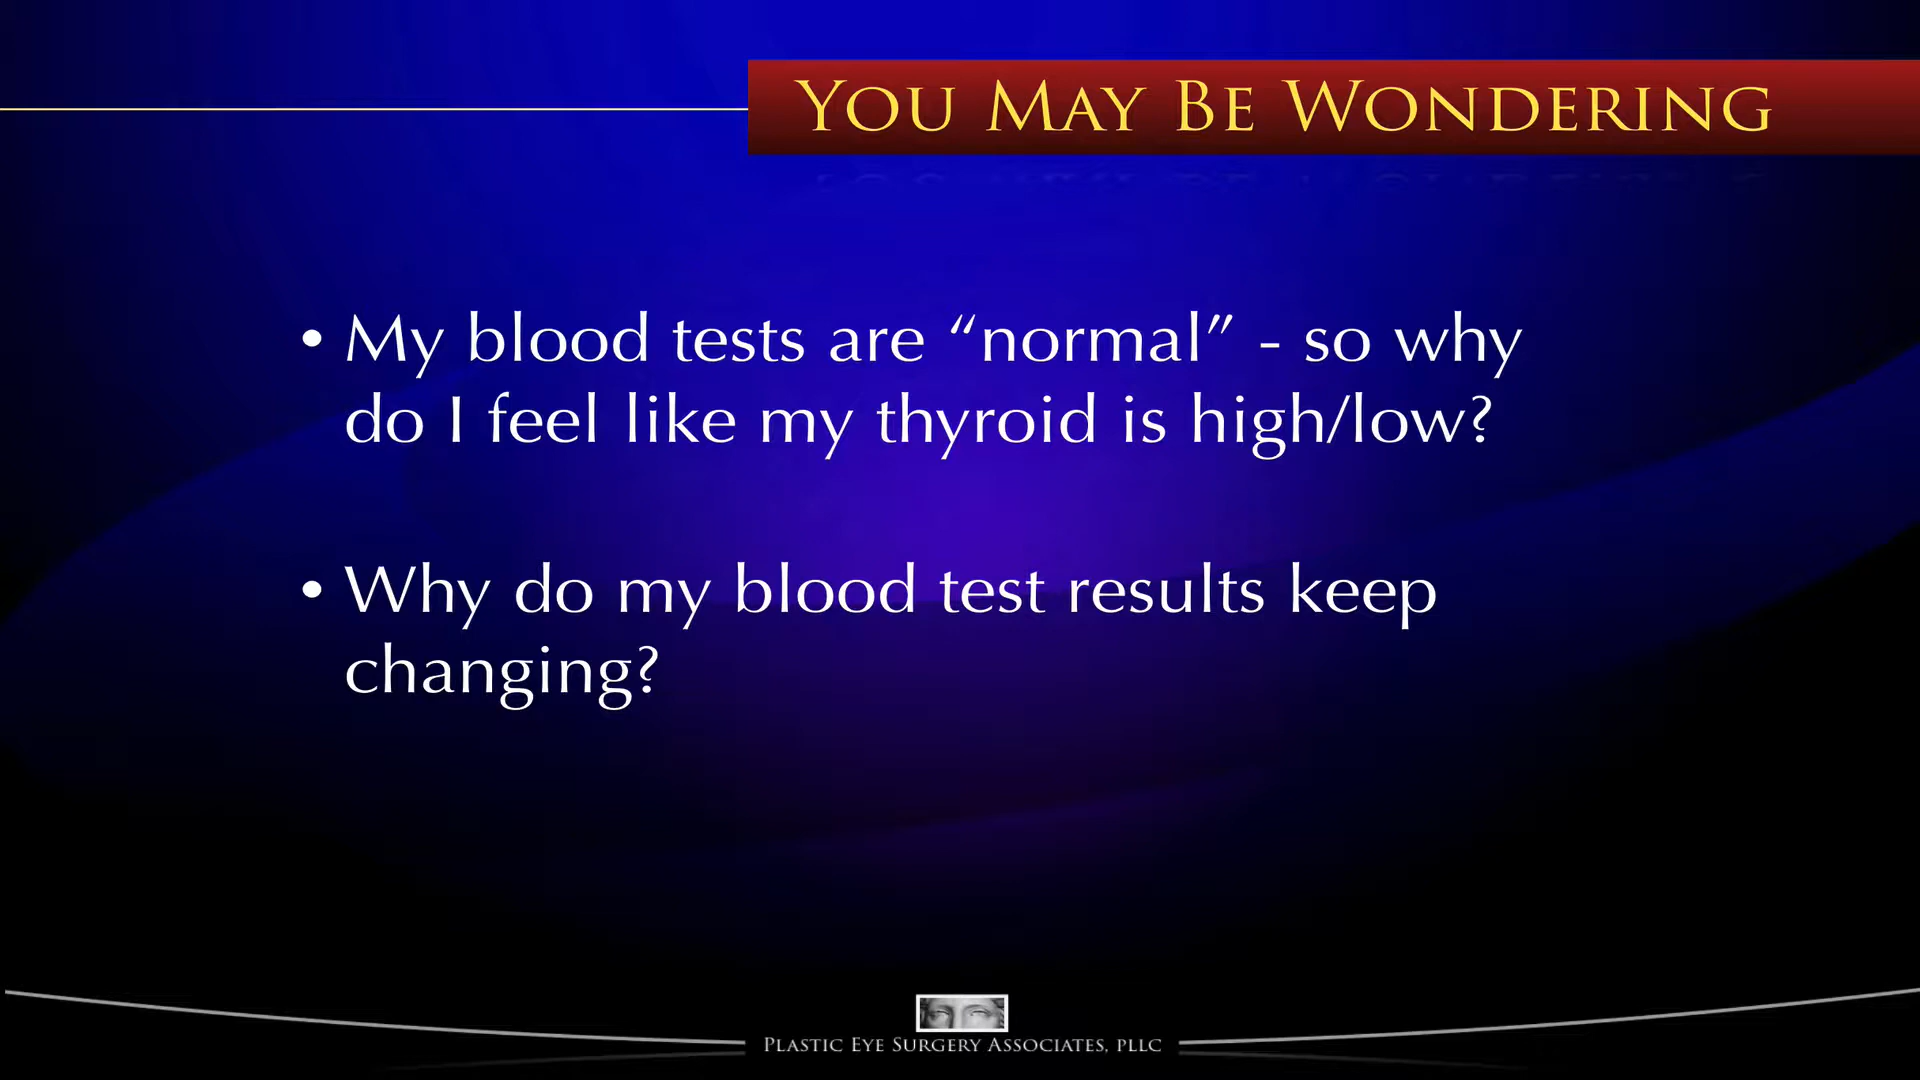 You May Be Wondering
• My blood tests are “normal” - so why
do I feel like my thyroid is high/low?
• Why do my blood test results keep
changing?
Plastic Eye Surgery Associates, PLLC